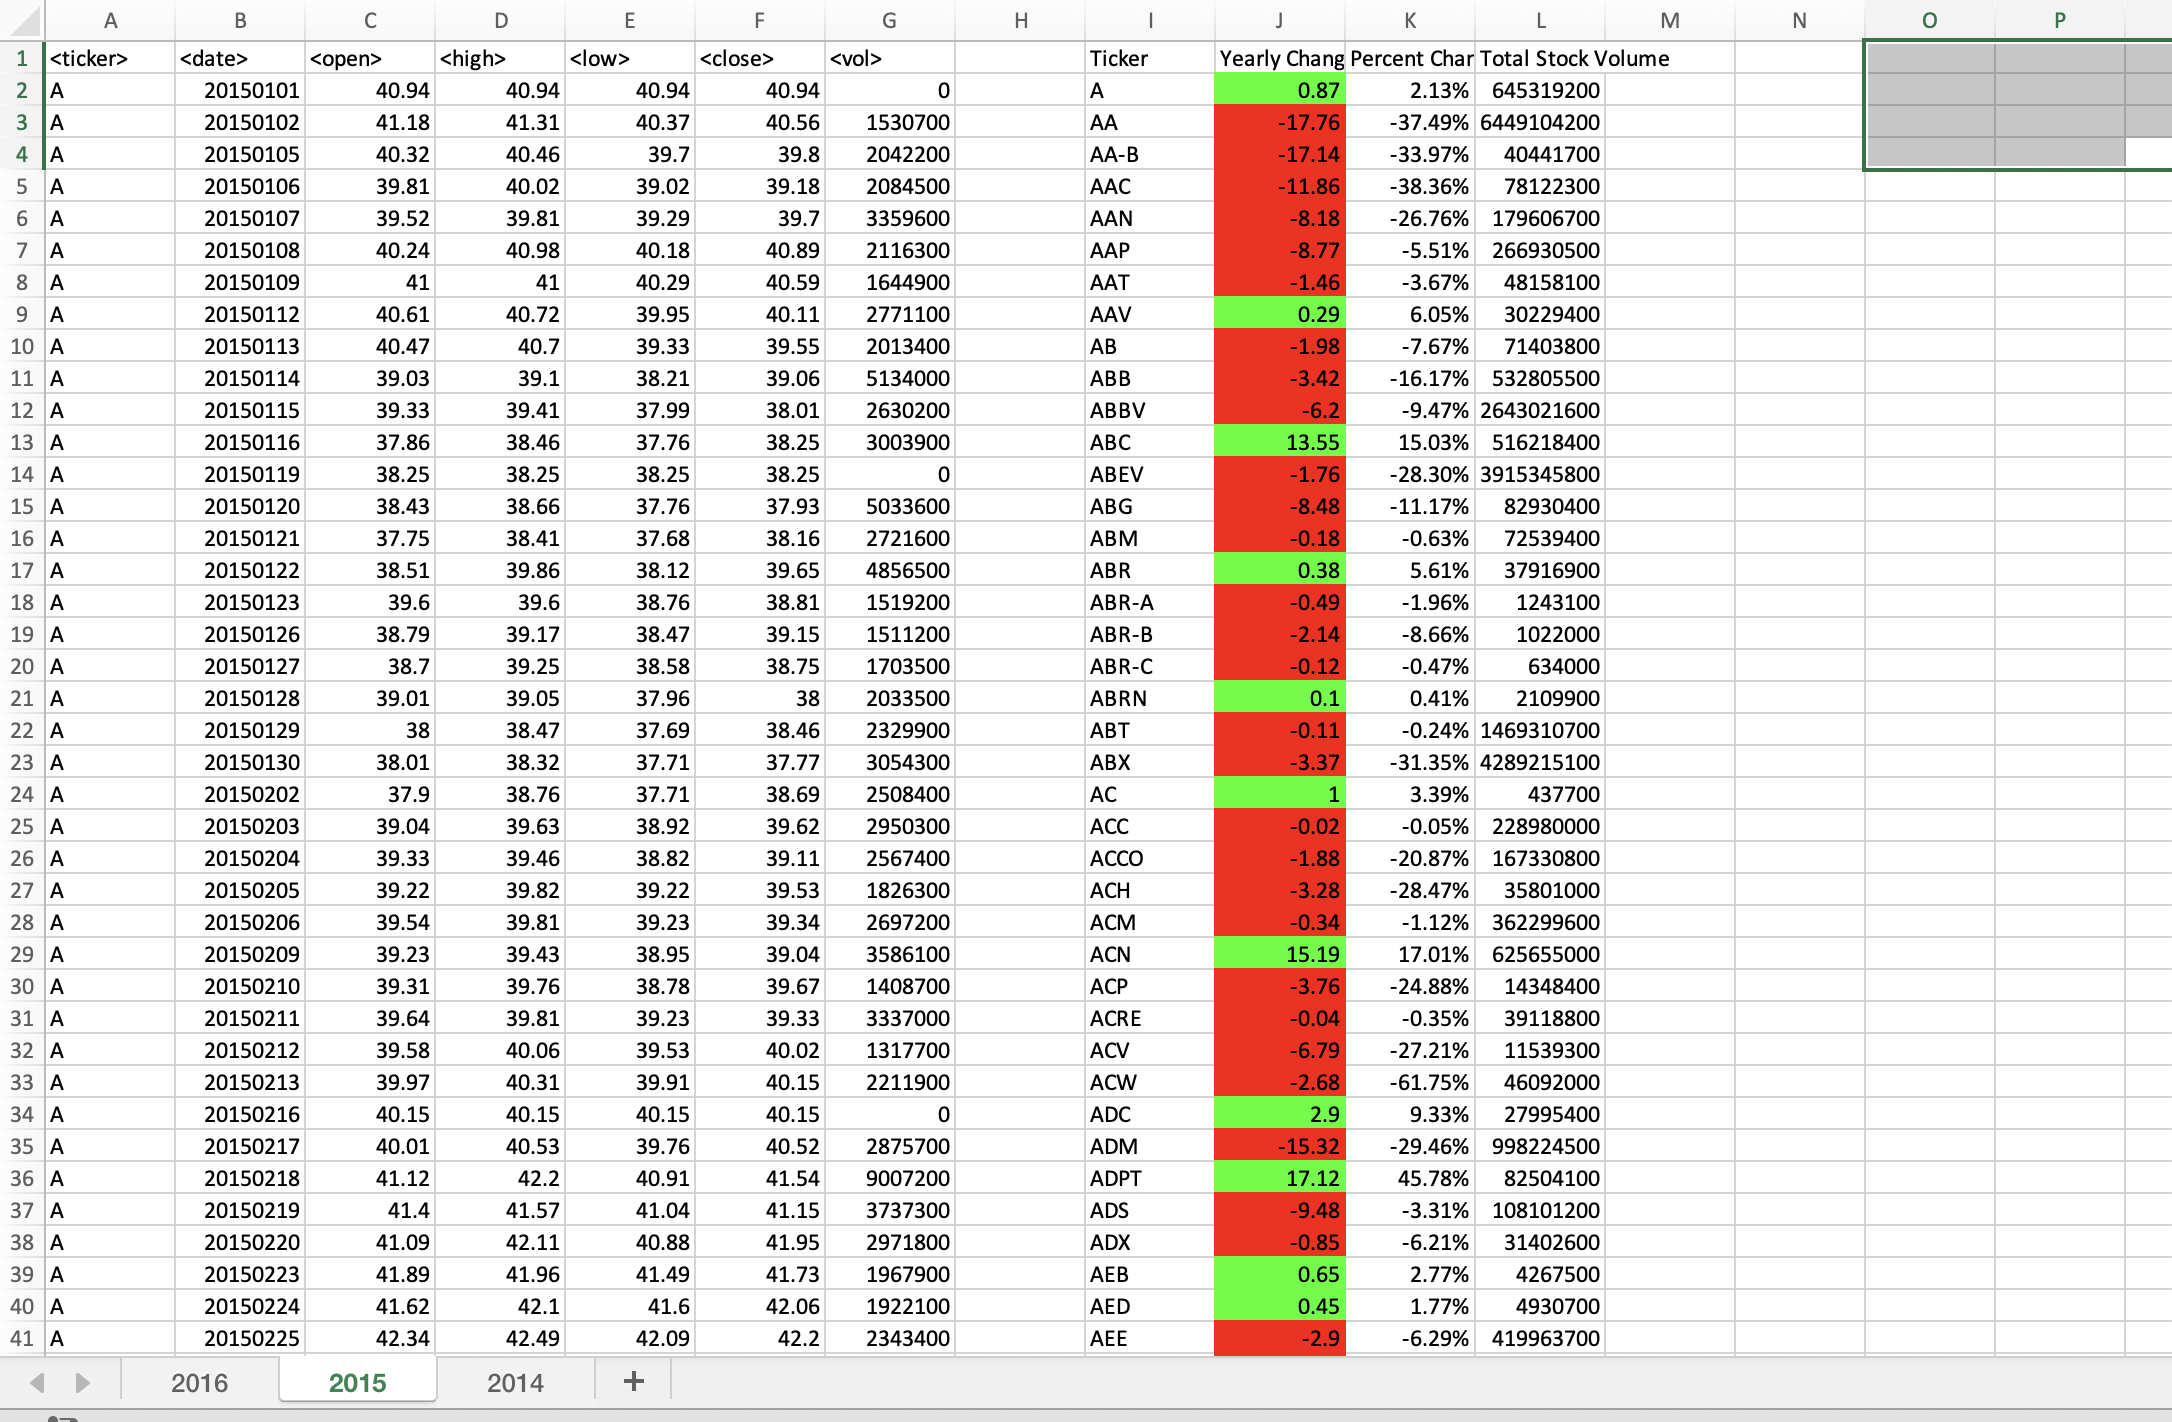 A B C D E F G H I J K L M N O P
1 <ticker> <date> <open> <high> <low> <close> <vol> Ticker Yearly Chang Percent Char Total Stock Volume
2 A 20150101 40.94 40.94 40.94 40.94 0 A 0.87 2.13% 645319200
3 A 20150102 41.18 41.31 40.37 40.56 1530700 AA -17.76 -37.49% 6449104200
4 A 20150105 40.32 40.46 39.7 39.8 2042200 AA-B -17.14 -33.97% 40441700
5 A 20150106 39.81 40.02 39.02 39.18 2084500 AAC -11.86 -38.36% 78122300
6 A 20150107 39.52 39.81 39.29 39.7 3359600 AAN -8.18 -26.76% 179606700
7 A 20150108 40.24 40.98 40.18 40.89 2116300 AAP -8.77 -5.51% 266930500
8 A 20150109 41 41 40.29 40.59 1644900 AAT -1.46 -3.67% 48158100
9 A 20150112 40.61 40.72 39.95 40.11 2771100 AAV 0.29 6.05% 30229400
10 A 20150113 40.47 40.7 39.33 39.55 2013400 AB -1.98 -7.67% 71403800
11 A 20150114 39.03 39.1 38.21 39.06 5134000 ABB -3.42 -16.17% 532805500
12 A 20150115 39.33 39.41 37.99 38.01 2630200 ABBV -6.2 -9.47% 2643021600
13 A 20150116 37.86 38.46 37.76 38.25 3003900 ABC 13.55 15.03% 516218400
14 A 20150119 38.25 38.25 38.25 38.25 0 ABEV -1.76 -28.30% 3915345800
15 A 20150120 38.43 38.66 37.76 37.93 5033600 ABG -8.48 -11.17% 82930400
16 A 20150121 37.75 38.41 37.68 38.16 2721600 ABM -0.18 -0.63% 72539400
17 A 20150122 38.51 39.86 38.12 39.65 4856500 ABR 0.38 5.61% 37916900
18 A 20150123 39.6 39.6 38.76 38.81 1519200 ABR-A -0.49 -1.96% 1243100
19 A 20150126 38.79 39.17 38.47 39.15 1511200 ABR-B -2.14 -8.66% 1022000
20 A 20150127 38.7 39.25 38.58 38.75 1703500 ABR-C -0.12 -0.47% 634000
21 A 20150128 39.01 39.05 37.96 38 2033500 ABRN 0.1 0.41% 2109900
22 A 20150129 38 38.47 37.69 38.46 2329900 ABT -0.11 -0.24% 1469310700
23 A 20150130 38.01 38.32 37.71 37.77 3054300 ABX -3.37 -31.35% 4289215100
24 A 20150202 37.9 38.76 37.71 38.69 2508400 AC 1 3.39% 437700
25 A 20150203 39.04 39.63 38.92 39.62 2950300 ACC -0.02 -0.05% 228980000
26 A 20150204 39.33 39.46 38.82 39.11 2567400 ACCO -1.88 -20.87% 167330800
27 A 20150205 39.22 39.82 39.22 39.53 1826300 ACH -3.28 -28.47% 35801000
28 A 20150206 39.54 39.81 39.23 39.34 2697200 ACM -0.34 -1.12% 362299600
29 A 20150209 39.23 39.43 38.95 39.04 3586100 ACN 15.19 17.01% 625655000
30 A 20150210 39.31 39.76 38.78 39.67 1408700 ACP -3.76 -24.88% 14348400
31 A 20150211 39.64 39.81 39.23 39.33 3337000 ACRE -0.04 -0.35% 39118800
32 A 20150212 39.58 40.06 39.53 40.02 1317700 ACV -6.79 -27.21% 11539300
33 A 20150213 39.97 40.31 39.91 40.15 2211900 ACW -2.68 -61.75% 46092000
34 A 20150216 40.15 40.15 40.15 40.15 0 ADC 2.9 9.33% 27995400
35 A 20150217 40.01 40.53 39.76 40.52 2875700 ADM -15.32 -29.46% 998224500
36 A 20150218 41.12 42.2 40.91 41.54 9007200 ADPT 17.12 45.78% 82504100
37 A 20150219 41.4 41.57 41.04 41.15 3737300 ADS -9.48 -3.31% 108101200
38 A 20150220 41.09 42.11 40.88 41.95 2971800 ADX -0.85 -6.21% 31402600
39 A 20150223 41.89 41.96 41.49 41.73 1967900 AEB 0.65 2.77% 4267500
40 A 20150224 41.62 42.1 41.6 42.06 1922100 AED 0.45 1.77% 4930700
41 A 20150225 42.34 42.49 42.09 42.2 2343400 AEE -2.9 -6.29% 419963700
2016 2015 2014 +